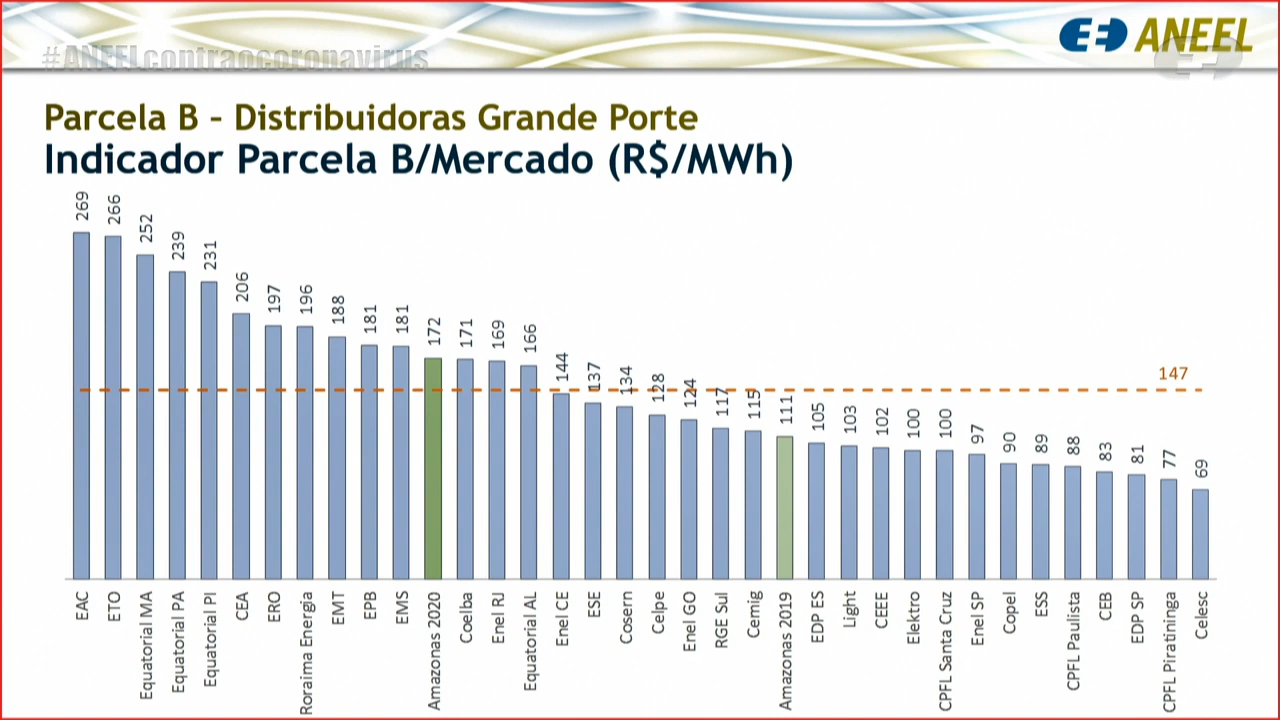 #ANEELcontraocoronavirus
ANEEL
Parcela B - Distribuidoras Grande Porte
Indicador Parcela B/Mercado (R$/MWh)
269
266
252
239
231
206
197
196
188
181
181
172
171
169
166
144
137
134
128
124
117
115
111
105
103
102
100
100
97
90
89
88
83
81
77
69
147
EAC
ETO
Equatorial MA
Equatorial PA
Equatorial PI
CEA
ERO
Roraima Energia
EMT
EPB
EMS
Amazonas 2020
Coelba
Enel RJ
Equatorial AL
Enel CE
ESE
Cosern
Celpe
Enel GO
RGE Sul
Cemig
Amazonas 2019
EDP ES
Light
CEEE
Elektro
CPFL Santa Cruz
Enel SP
Copel
ESS
CPFL Paulista
CEB
EDP SP
CPFL Piratininga
Celesc